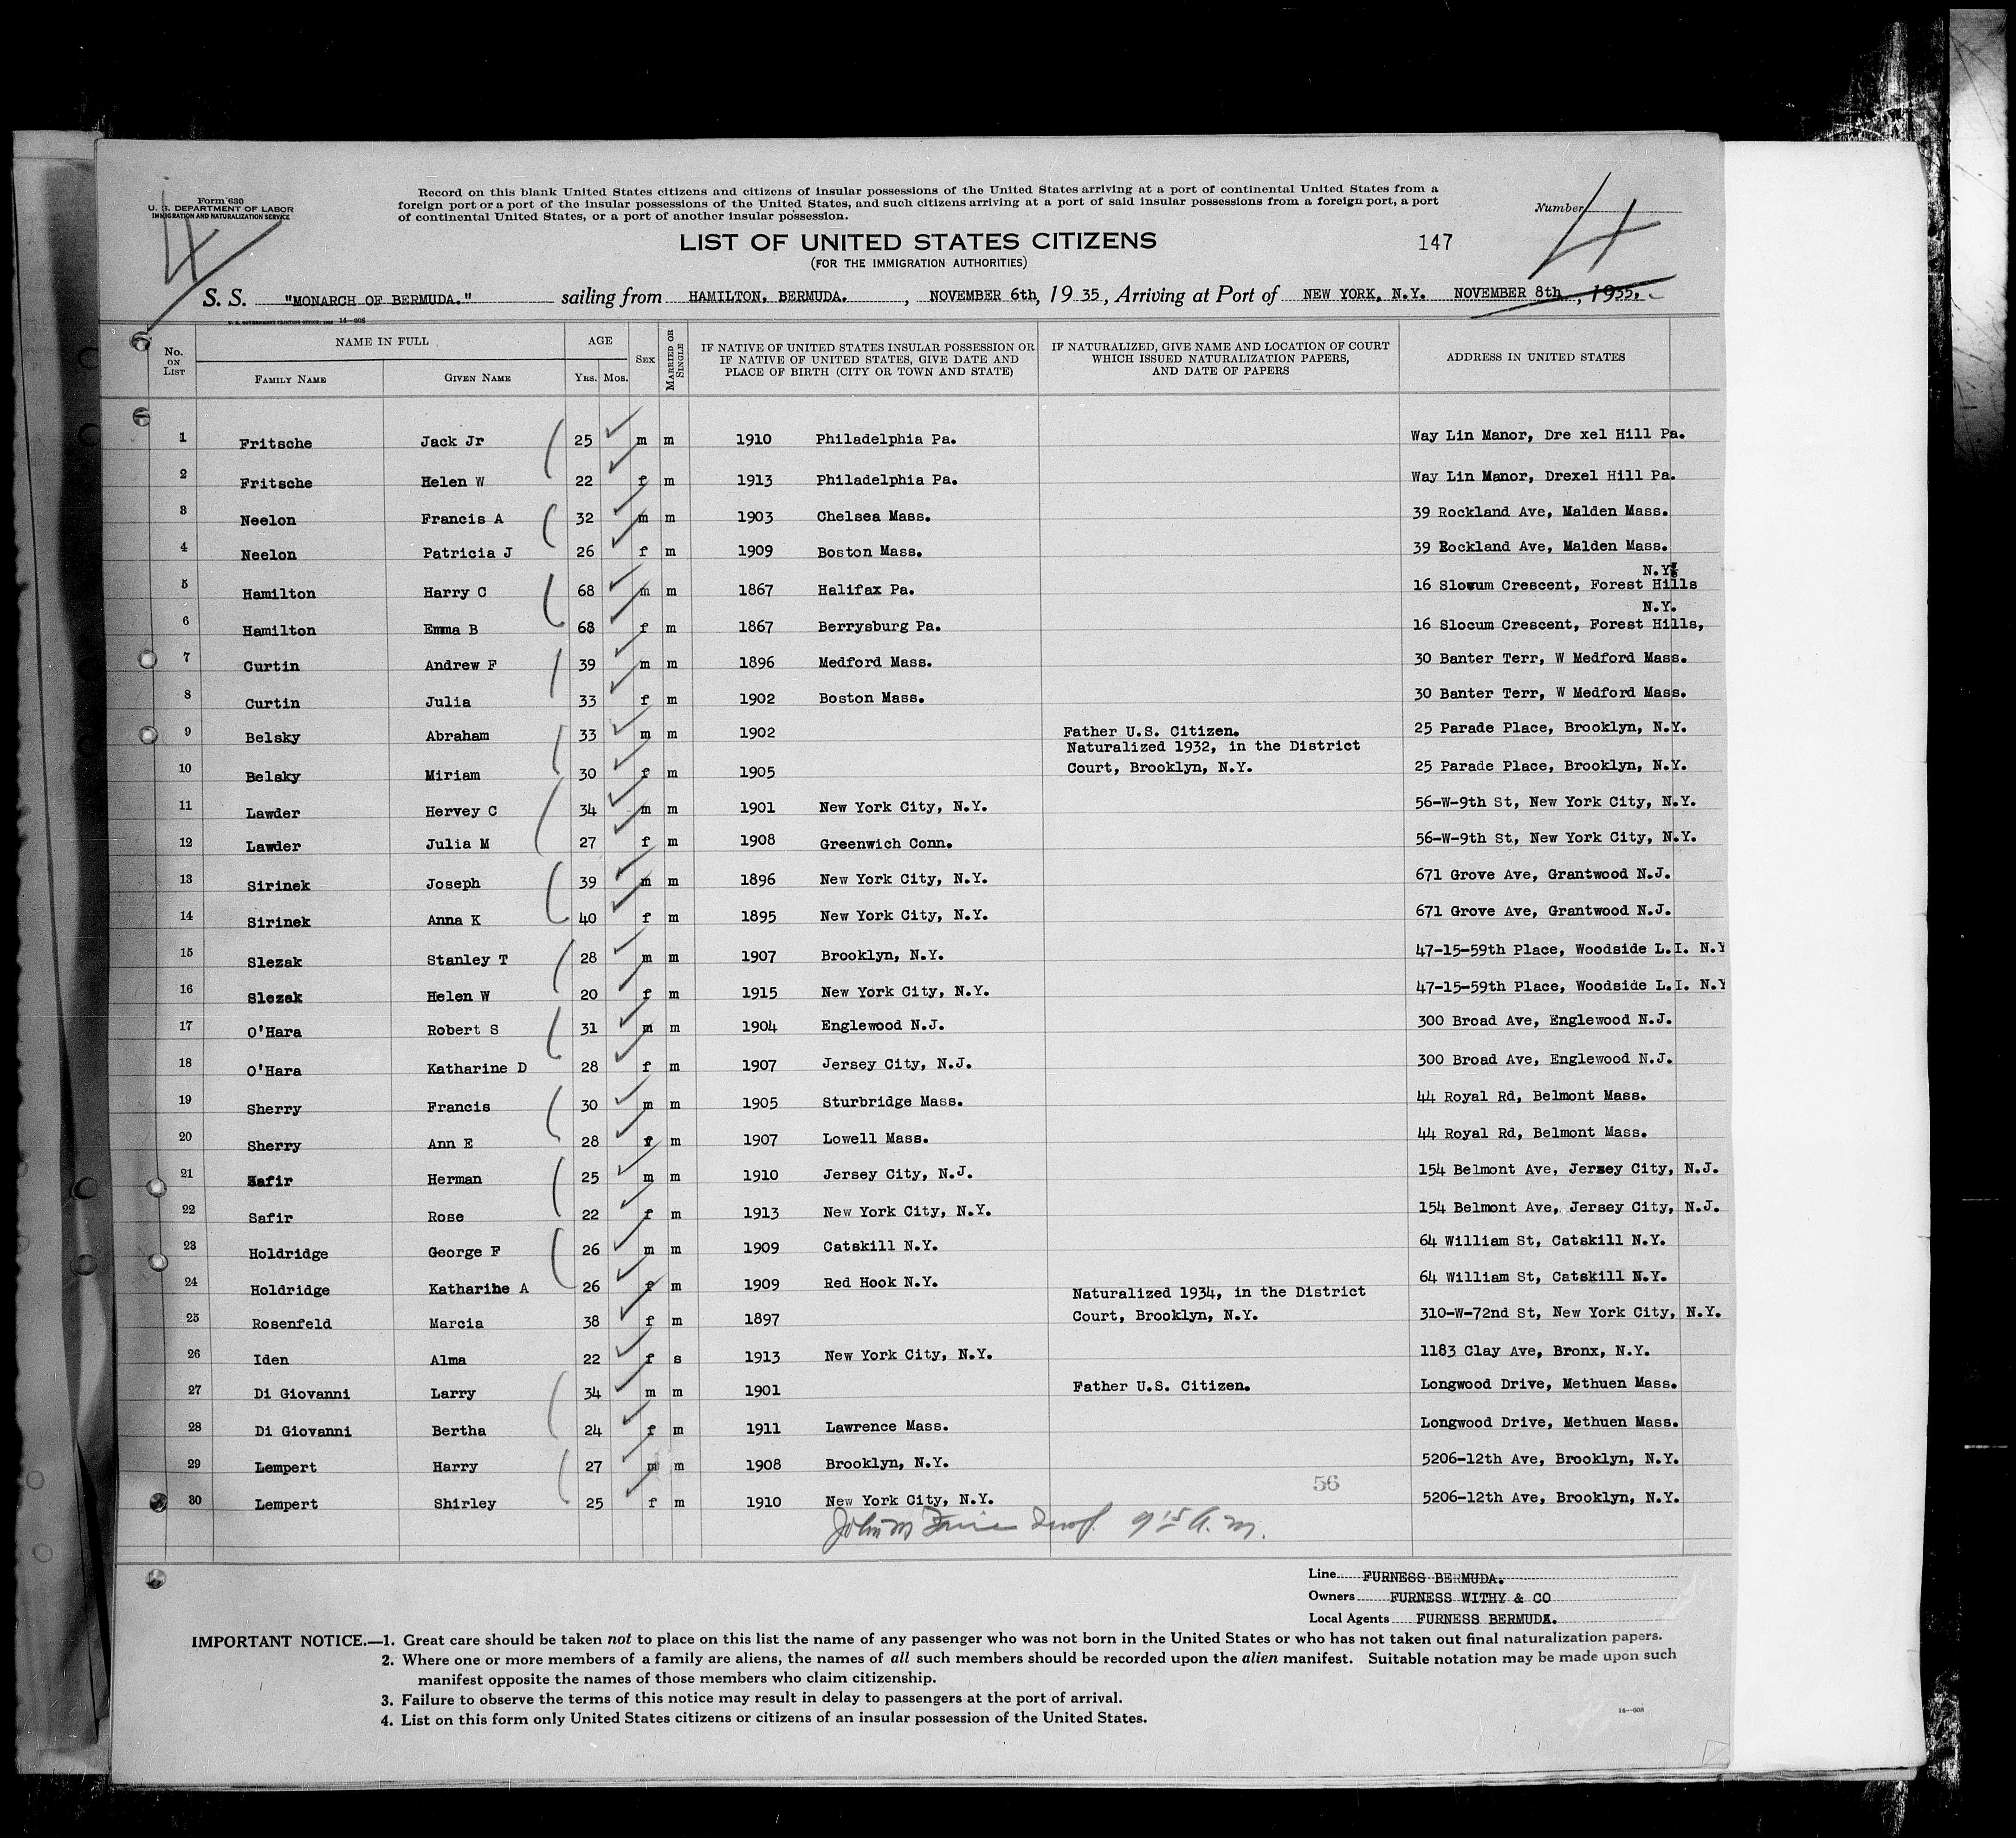 Form 630
U. S. DEPARTMENT OF LABOR
IMMIGRATION AND NATURALIZATION SERVICE
4
Record on this blank United States citizens and citizens of insular possessions of the United States arriving at a port of continental United States from a
foreign port or a port of the insular possessions of the United States, and such citizens arriving at a port of said insular possessions from a foreign port, a port
of continental United States, or a port of another insular possession.
Number
4
LIST OF UNITED STATES CITIZENS
147
(FOR THE IMMIGRATION AUTHORITIES)
S. S. "MONARCH OF BERMUDA." sailing from HAMILTON, BERMUDA. , NOVEMBER 6th, 1935, Arriving at Port of NEW YORK, N.Y. NOVEMBER 8th, 1935.
No. ON LIST NAME IN FULL FAMILY NAME GIVEN NAME AGE YRS. MOS. SEX MARRIED OR SINGLE IF NATIVE OF UNITED STATES INSULAR POSSESSION OR IF NATIVE OF UNITED STATES, GIVE DATE AND PLACE OF BIRTH (CITY OR TOWN AND STATE) IF NATURALIZED, GIVE NAME AND LOCATION OF COURT WHICH ISSUED NATURALIZATION PAPERS, AND DATE OF PAPERS ADDRESS IN UNITED STATES
1 Fritsche Jack Jr 25 m m 1910 Philadelphia Pa. Way Lin Manor, Dre xel Hill Pa.
2 Fritsche Helen W 22 f m 1913 Philadelphia Pa. Way Lin Manor, Drexel Hill Pa.
3 Neelon Francis A 32 m m 1903 Chelsea Mass. 39 Rockland Ave, Malden Mass.
4 Neelon Patricia J 26 f m 1909 Boston Mass. 39 Rockland Ave, Malden Mass.
N.Y.
5 Hamilton Harry C 68 m m 1867 Halifax Pa. 16 Slocum Crescent, Forest Hills
N.Y.
6 Hamilton Emma B 68 f m 1867 Berrysburg Pa. 16 Slocum Crescent, Forest Hills,
7 Curtin Andrew F 39 m m 1896 Medford Mass. 30 Banter Terr, W Medford Mass.
8 Curtin Julia 33 f m 1902 Boston Mass. 30 Banter Terr, W Medford Mass.
9 Belsky Abraham 33 m m 1902 Father U.S. Citizen. 25 Parade Place, Brooklyn, N.Y.
Naturalized 1932, in the District
10 Belsky Miriam 30 f m 1905 Court, Brooklyn, N.Y. 25 Parade Place, Brooklyn, N.Y.
11 Lawder Hervey C 34 m m 1901 New York City, N.Y. 56-W-9th St, New York City, N.Y.
12 Lawder Julia M 27 f m 1908 Greenwich Conn. 56-W-9th St, New York City, N.Y.
13 Sirinek Joseph 39 m m 1896 New York City, N.Y. 671 Grove Ave, Grantwood N.J.
14 Sirinek Anna K 40 f m 1895 New York City, N.Y. 671 Grove Ave, Grantwood N.J.
15 Slezak Stanley T 28 m m 1907 Brooklyn, N.Y. 47-15-59th Place, Woodside L.I. N.Y
16 Slezak Helen W 20 f m 1915 New York City, N.Y. 47-15-59th Place, Woodside L.I. N.Y
17 O'Hara Robert S 31 m m 1904 Englewood N.J. 300 Broad Ave, Englewood N.J.
18 O'Hara Katharine D 28 f m 1907 Jersey City, N.J. 300 Broad Ave, Englewood N.J.
19 Sherry Francis 30 m m 1905 Sturbridge Mass. 44 Royal Rd, Belmont Mass.
20 Sherry Ann E 28 f m 1907 Lowell Mass. 44 Royal Rd, Belmont Mass.
21 Safir Herman 25 m m 1910 Jersey City, N.J. 154 Belmont Ave, Jersey City, N.J.
22 Safir Rose 22 f m 1913 New York City, N.Y. 154 Belmont Ave, Jersey City, N.J.
23 Holdridge George F 26 m m 1909 Catskill N.Y. 64 William St, Catskill N.Y.
24 Holdridge Katharine A 26 f m 1909 Red Hook N.Y. 64 William St, Catskill N.Y.
Naturalized 1934, in the District
25 Rosenfeld Marcia 38 f m 1897 Court, Brooklyn, N.Y. 310-W-72nd St, New York City, N.Y.
26 Iden Alma 22 f s 1913 New York City, N.Y. 1183 Clay Ave, Bronx, N.Y.
27 Di Giovanni Larry 34 m m 1901 Father U.S. Citizen. Longwood Drive, Methuen Mass.
28 Di Giovanni Bertha 24 f m 1911 Lawrence Mass. Longwood Drive, Methuen Mass.
29 Lempert Harry 27 m m 1908 Brooklyn, N.Y. 5206-12th Ave, Brooklyn, N.Y.
56
30 Lempert Shirley 25 f m 1910 New York City, N.Y. 5206-12th Ave, Brooklyn, N.Y.
John M 9 15 A. M.
Line FURNESS BERMUDA.
Owners FURNESS WITHY & CO
Local Agents FURNESS BERMUDA.
IMPORTANT NOTICE.—1. Great care should be taken not to place on this list the name of any passenger who was not born in the United States or who has not taken out final naturalization papers.
2. Where one or more members of a family are aliens, the names of all such members should be recorded upon the alien manifest. Suitable notation may be made upon such
manifest opposite the names of those members who claim citizenship.
3. Failure to observe the terms of this notice may result in delay to passengers at the port of arrival.
4. List on this form only United States citizens or citizens of an insular possession of the United States.
14—608